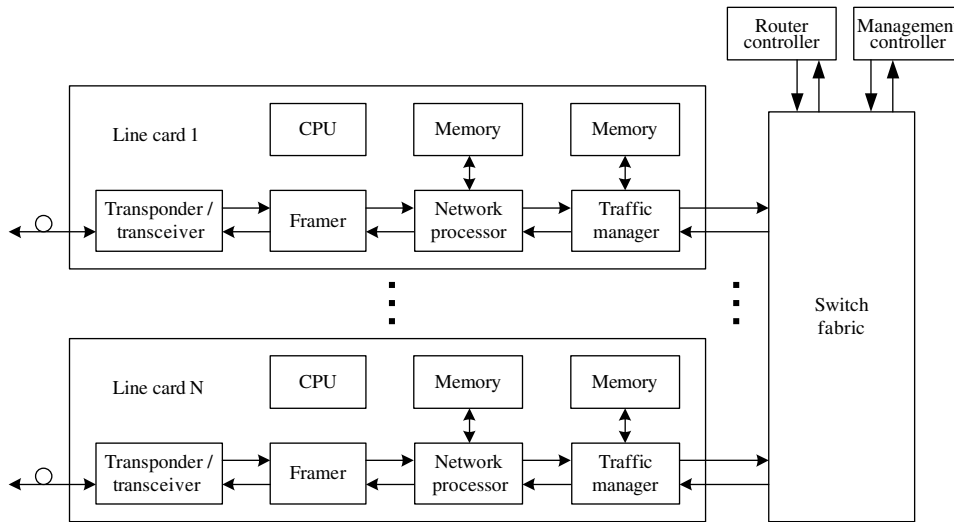 Router
controller
Management
controller
Line card 1
CPU
Memory
Memory
Transponder /
transceiver
Framer
Network
processor
Traffic
manager
Switch
fabric
Line card N
CPU
Memory
Memory
Transponder /
transceiver
Framer
Network
processor
Traffic
manager